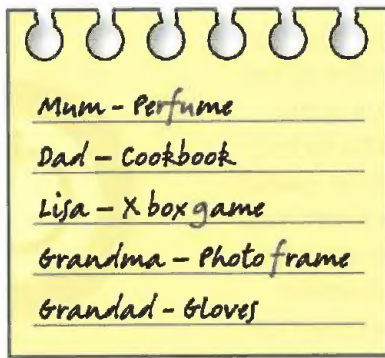 Mum – Perfume
Dad – Cookbook
Lisa – X box game
Grandma – Photo frame
Grandad – Gloves